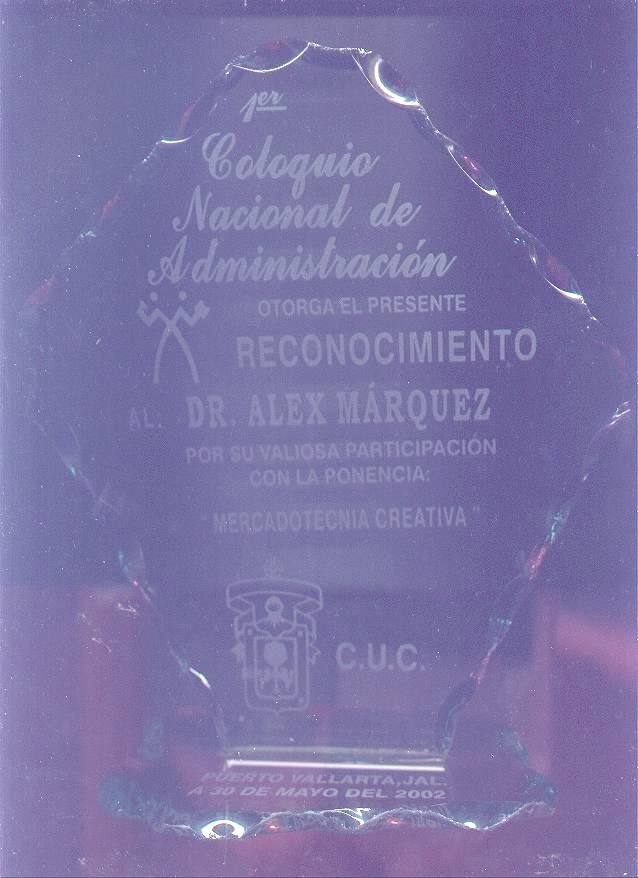 1er
Coloquio
Nacional de
Administración
OTORGA EL PRESENTE
RECONOCIMIENTO
AL: DR. ALEX MÁRQUEZ
POR SU VALIOSA PARTICIPACIÓN
CON LA PONENCIA:
" MERCADOTECNIA CREATIVA "
C.U.C.
PUERTO VALLARTA, JAL.
A 30 DE MAYO DEL 2002